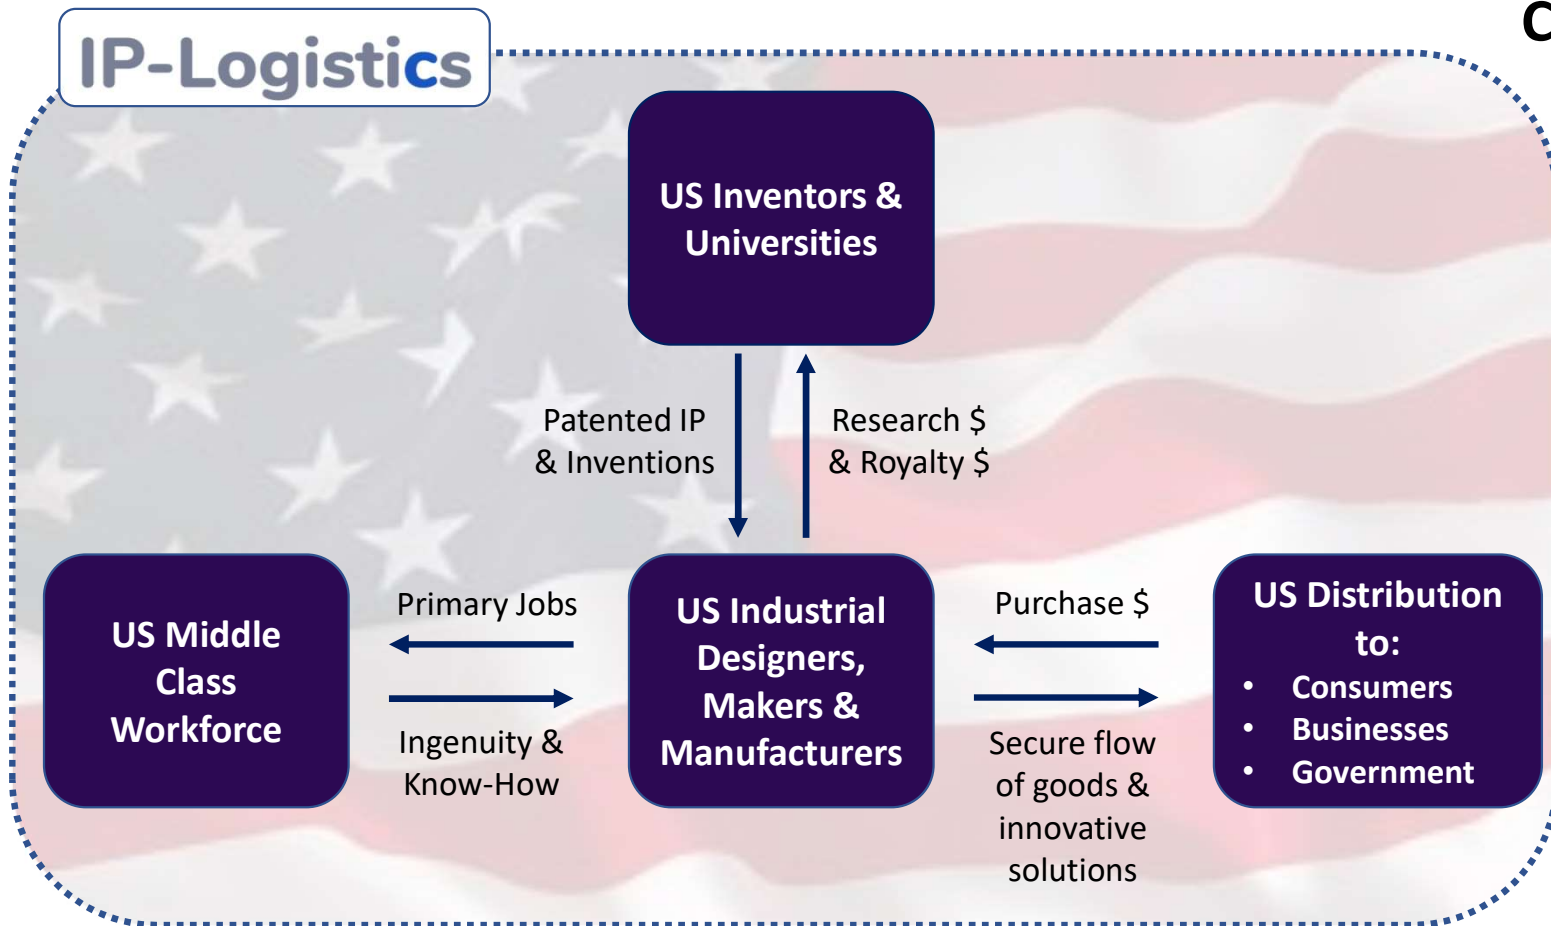 C
IP-Logistics
US Inventors &
Universities
Patented IP
& Inventions
Research $
& Royalty $
US Middle
Class
Workforce
Primary Jobs
Ingenuity &
Know-How
US Industrial
Designers,
Makers &
Manufacturers
Purchase $
Secure flow
of goods &
innovative
solutions
US Distribution
to:
• Consumers
• Businesses
• Government